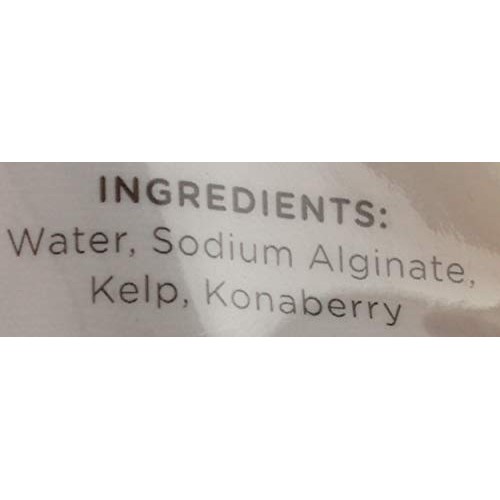 INGREDIENTS:
Water, Sodium Alginate,
Kelp, Konaberry